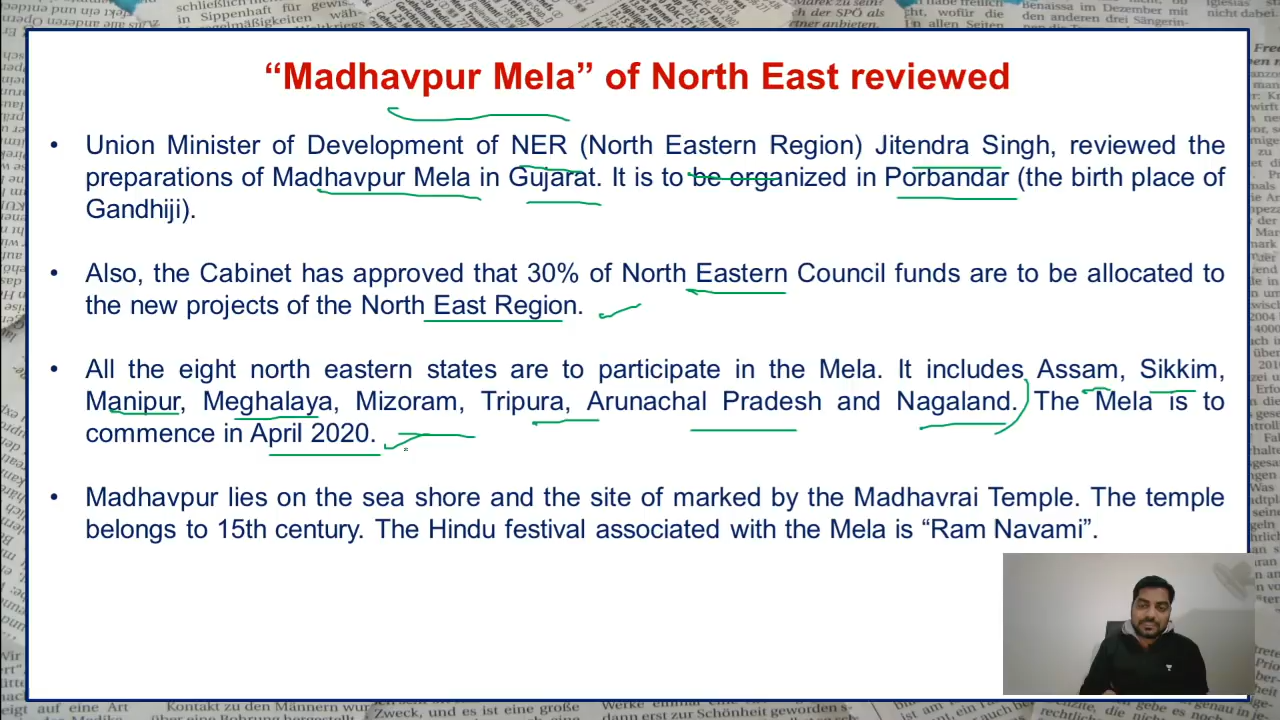 “Madhavpur Mela” of North East reviewed
• Union Minister of Development of NER (North Eastern Region) Jitendra Singh, reviewed the
preparations of Madhavpur Mela in Gujarat. It is to be organized in Porbandar (the birth place of
Gandhiji).
• Also, the Cabinet has approved that 30% of North Eastern Council funds are to be allocated to
the new projects of the North East Region.
• All the eight north eastern states are to participate in the Mela. It includes Assam, Sikkim,
Manipur, Meghalaya, Mizoram, Tripura, Arunachal Pradesh and Nagaland. The Mela is to
commence in April 2020.
• Madhavpur lies on the sea shore and the site of marked by the Madhavrai Temple. The temple
belongs to 15th century. The Hindu festival associated with the Mela is “Ram Navami”.